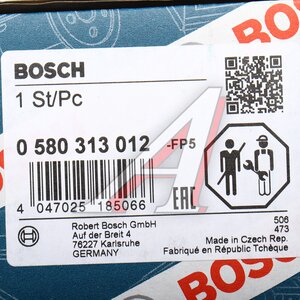 BOSCH
1 St/Pc
0 580 313 012 -FP5
4 047025 185066
EAC
Robert Bosch GmbH
Auf der Breit 4
76227 Karlsruhe
GERMANY
506
473
Made in Czech Rep.
Fabriqué en République Tchèque